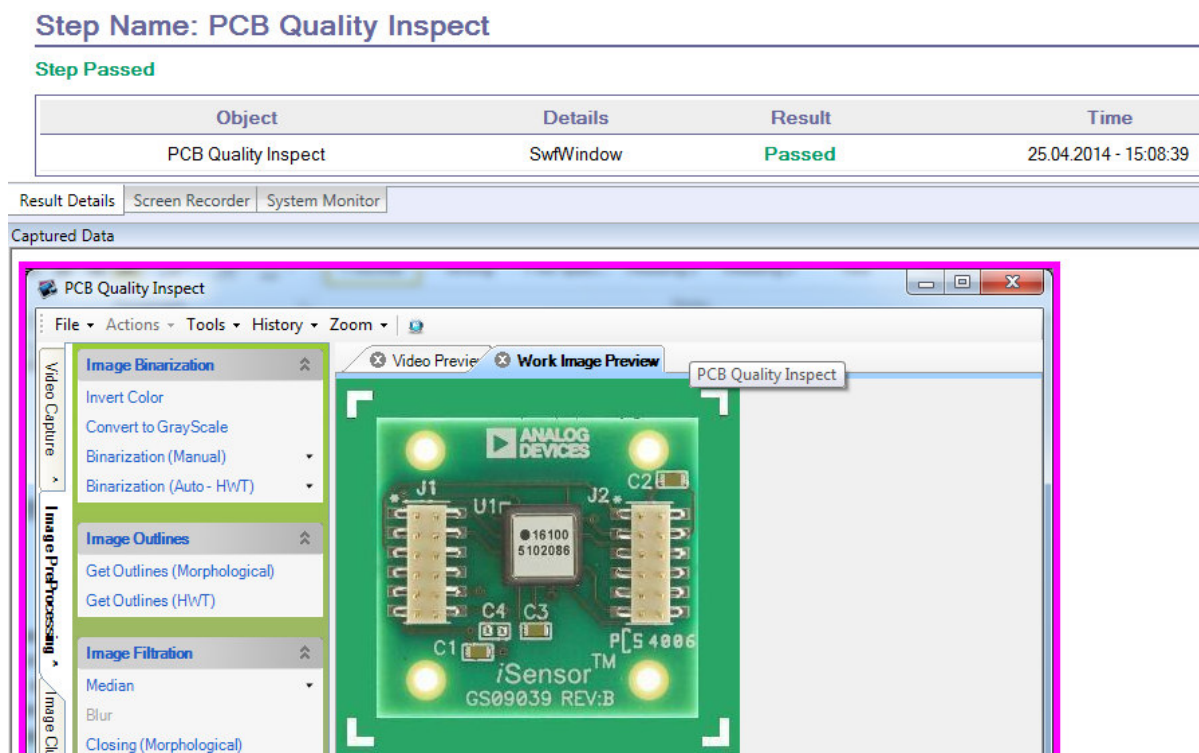 Step Name: PCB Quality Inspect
Step Passed
Object Details Result Time
PCB Quality Inspect SwfWindow Passed 25.04.2014 - 15:08:39
Result Details Screen Recorder System Monitor
Captured Data
PCB Quality Inspect
File Actions Tools History Zoom
Video Capture
Image PreProcessing
Image Binarization
Invert Color
Convert to GrayScale
Binarization (Manual)
Binarization (Auto - HWT)
Image Outlines
Get Outlines (Morphological)
Get Outlines (HWT)
Image Filtration
Median
Blur
Closing (Morphological)
Video Previe Work Image Preview
PCB Quality Inspect
ANALOG
DEVICES
C2
J1
J2
U1
16100
5102086
C4 C3
C1
PCS 4006
iSensor™
GS09039 REV:B